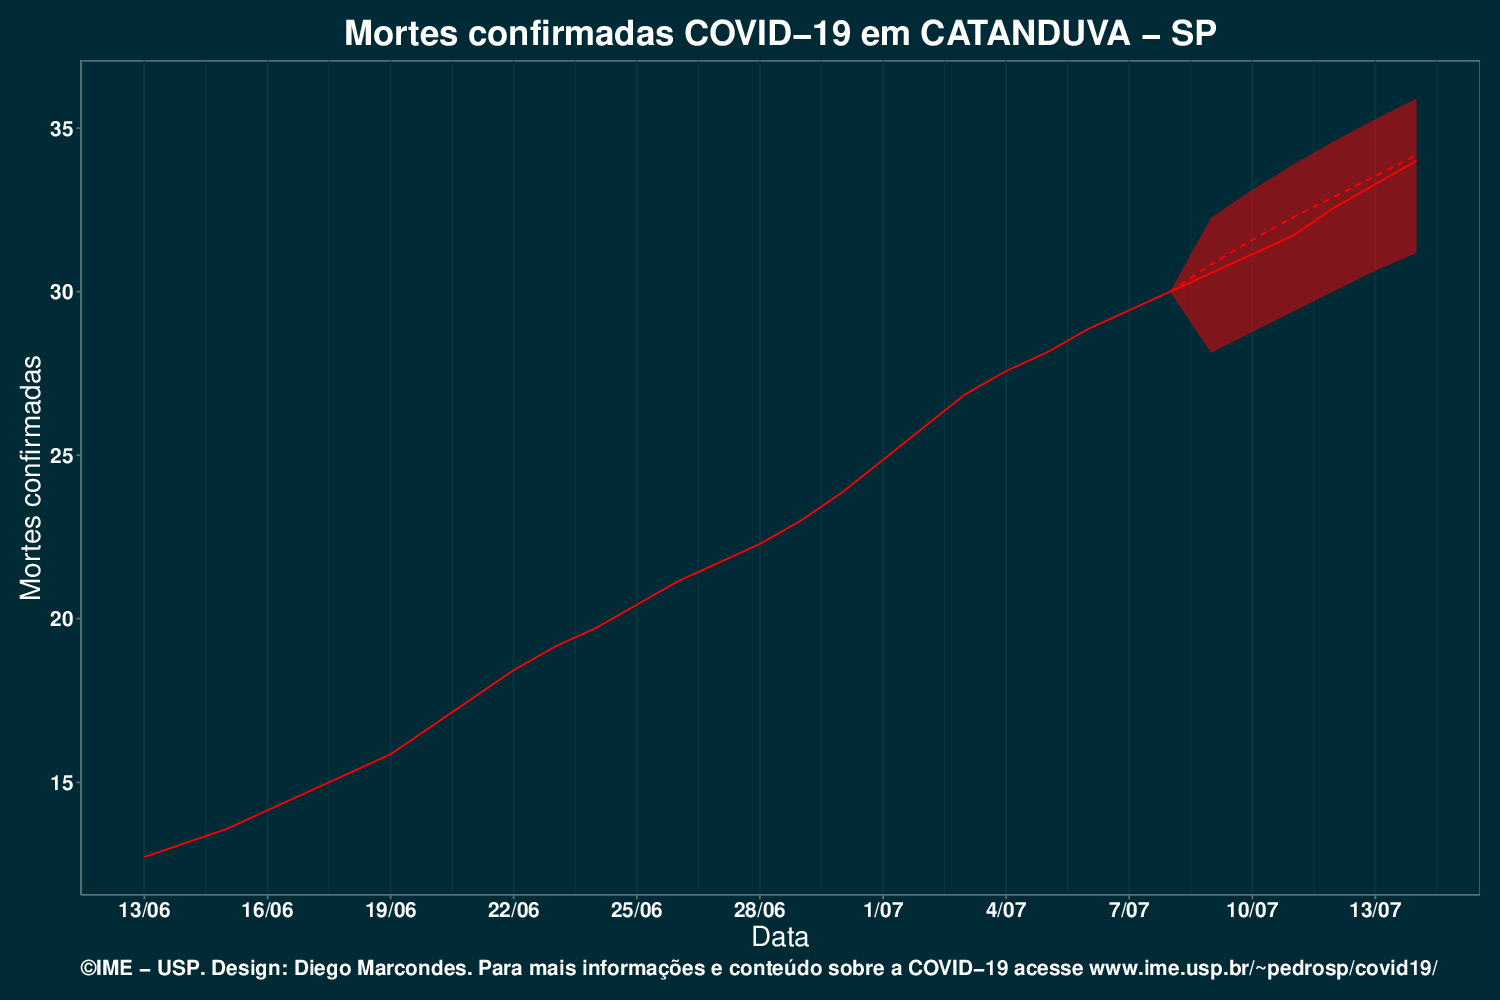 Mortes confirmadas COVID−19 em CATANDUVA − SP
Mortes confirmadas
35
30
25
20
15
13/06 16/06 19/06 22/06 25/06 28/06 1/07 4/07 7/07 10/07 13/07
Data
©IME − USP. Design: Diego Marcondes. Para mais informações e conteúdo sobre a COVID−19 acesse www.ime.usp.br/~pedrosp/covid19/